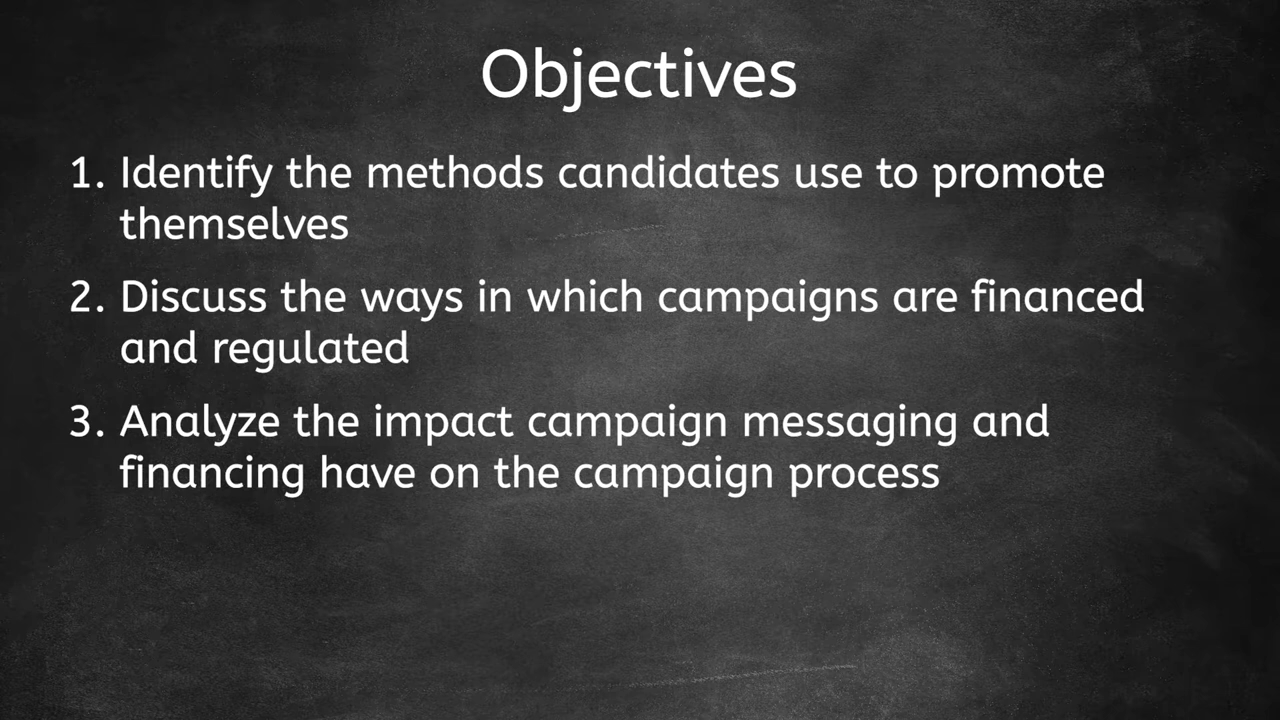 Objectives
1. Identify the methods candidates use to promote
themselves
2. Discuss the ways in which campaigns are financed
and regulated
3. Analyze the impact campaign messaging and
financing have on the campaign process